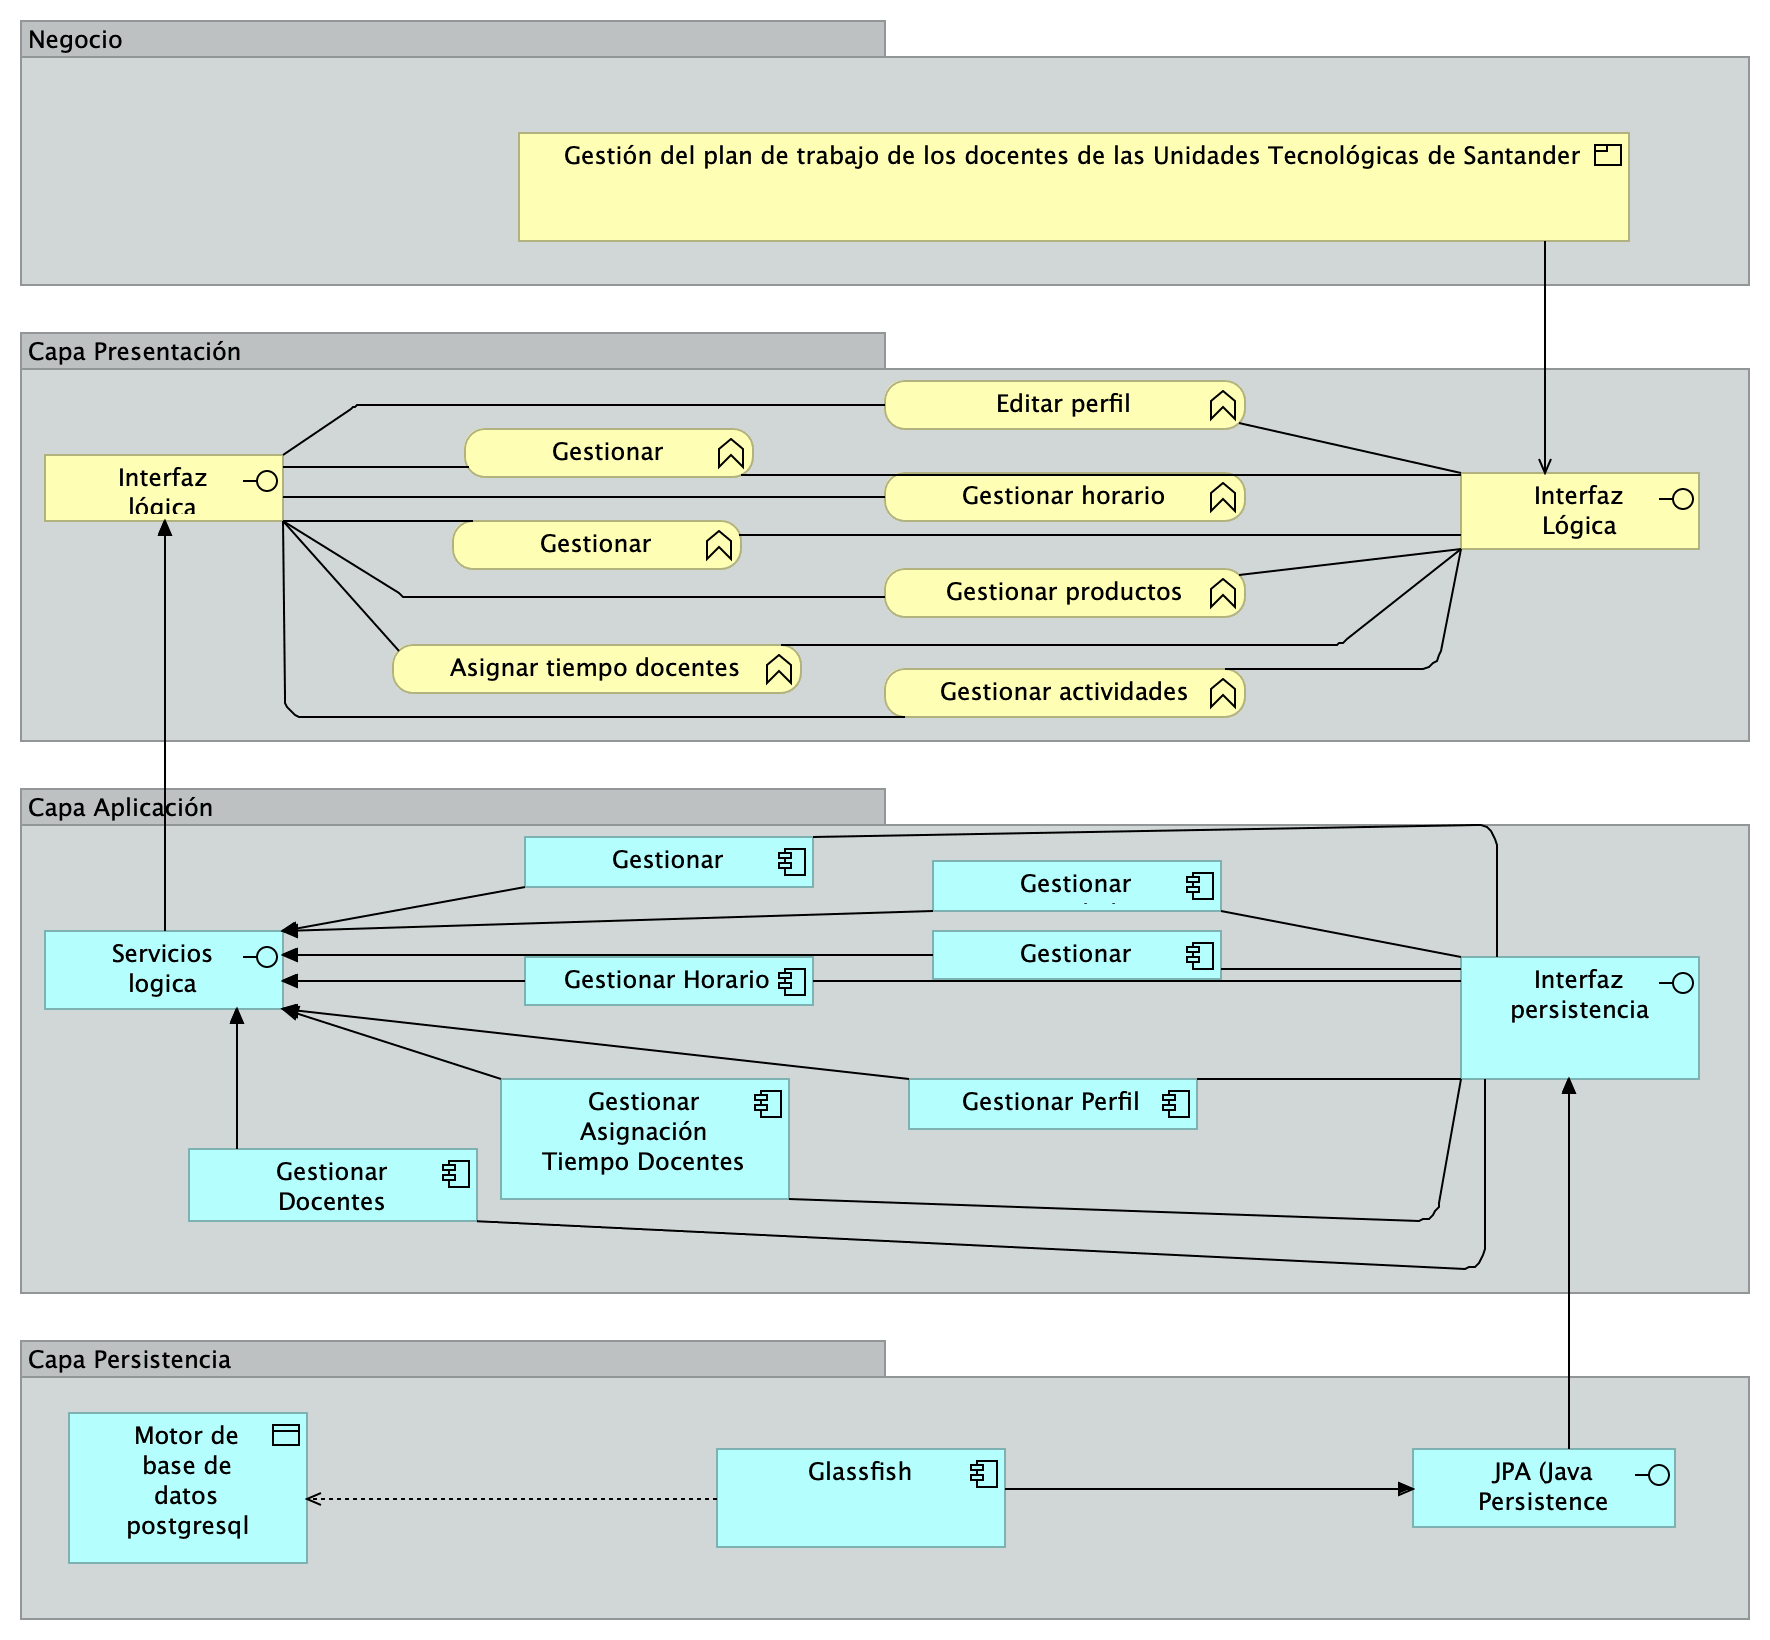 Negocio
Gestión del plan de trabajo de los docentes de las Unidades Tecnológicas de Santander
Capa Presentación
Editar perfil
Gestionar
Interfaz
lógica
Gestionar horario
Interfaz
Lógica
Gestionar
Gestionar productos
Asignar tiempo docentes
Gestionar actividades
Capa Aplicación
Gestionar
Gestionar
Servicios
logica
Gestionar
Gestionar Horario
Interfaz
persistencia
Gestionar
Asignación
Tiempo Docentes
Gestionar Perfil
Gestionar
Docentes
Capa Persistencia
Motor de
base de
datos
postgresql
Glassfish
JPA (Java
Persistence